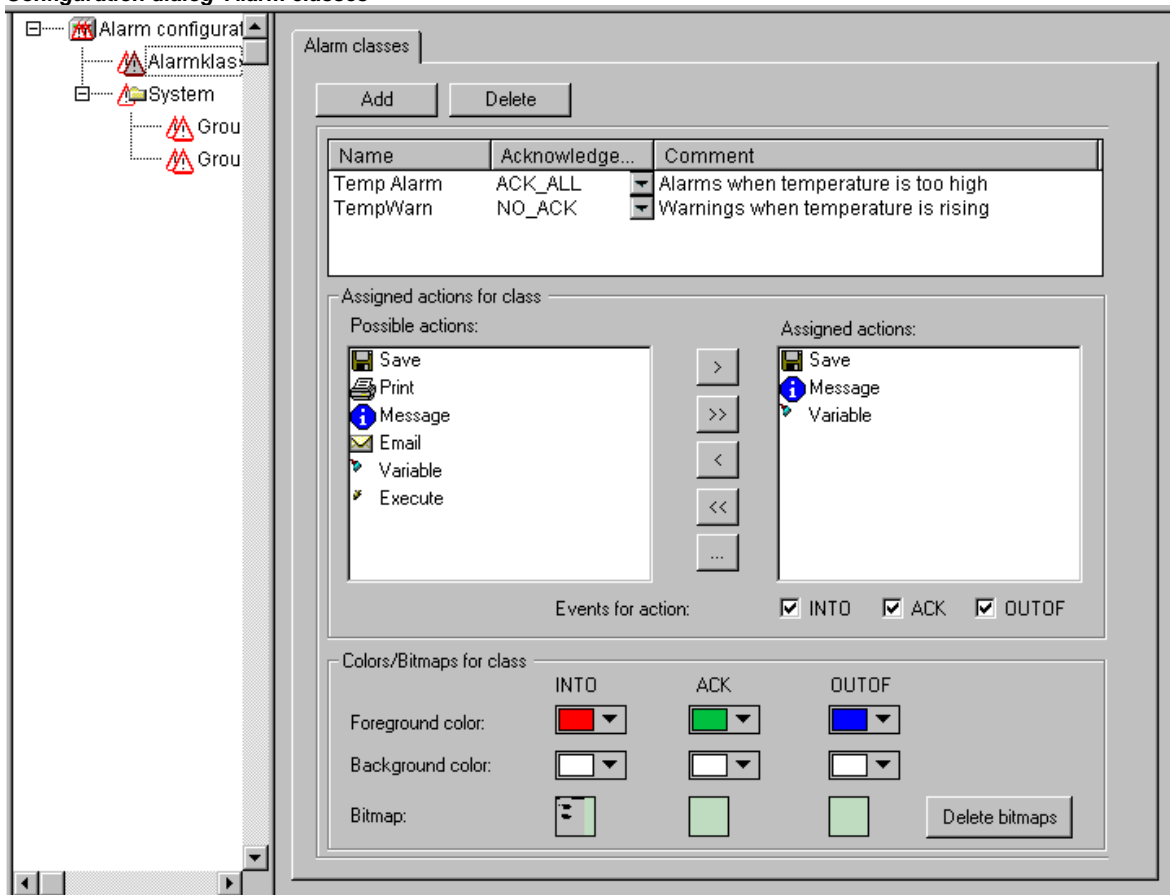 Alarm configurat
Alarmklas
System
Grou
Grou
Alarm classes
Add Delete
Name Acknowledge... Comment
Temp Alarm ACK_ALL Alarms when temperature is too high
TempWarn NO_ACK Warnings when temperature is rising
Assigned actions for class
Possible actions:
Save
Print
Message
Email
Variable
Execute
>
>>
<
<<
...
Assigned actions:
Save
Message
Variable
Events for action: INTO ACK OUTOF
Colors/Bitmaps for class
INTO ACK OUTOF
Foreground color:
Background color:
Bitmap: Delete bitmaps